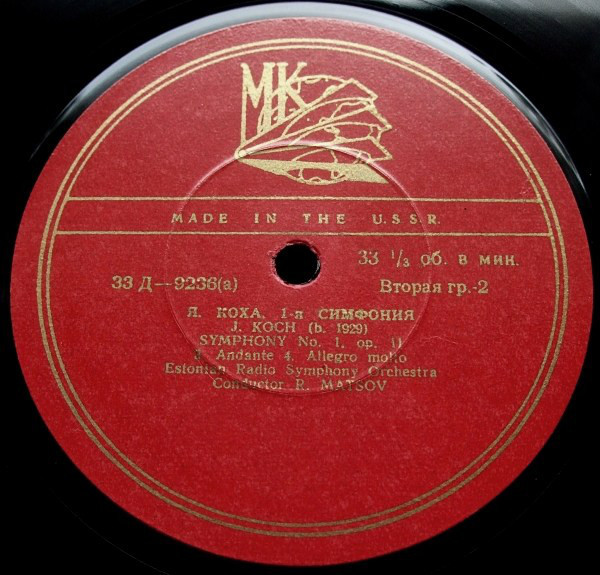 МК
MADE IN THE U.S.S.R.
33 1/3 об. в мин.
33 Д—9236(а)
Вторая гр.-2
Я. КОХА. 1-я СИМФОНИЯ
J. KOCH (b. 1929)
SYMPHONY No. 1, op. 11
3. Andante 4. Allegro molto
Estonian Radio Symphony Orchestra
Conductor R. MATSOV